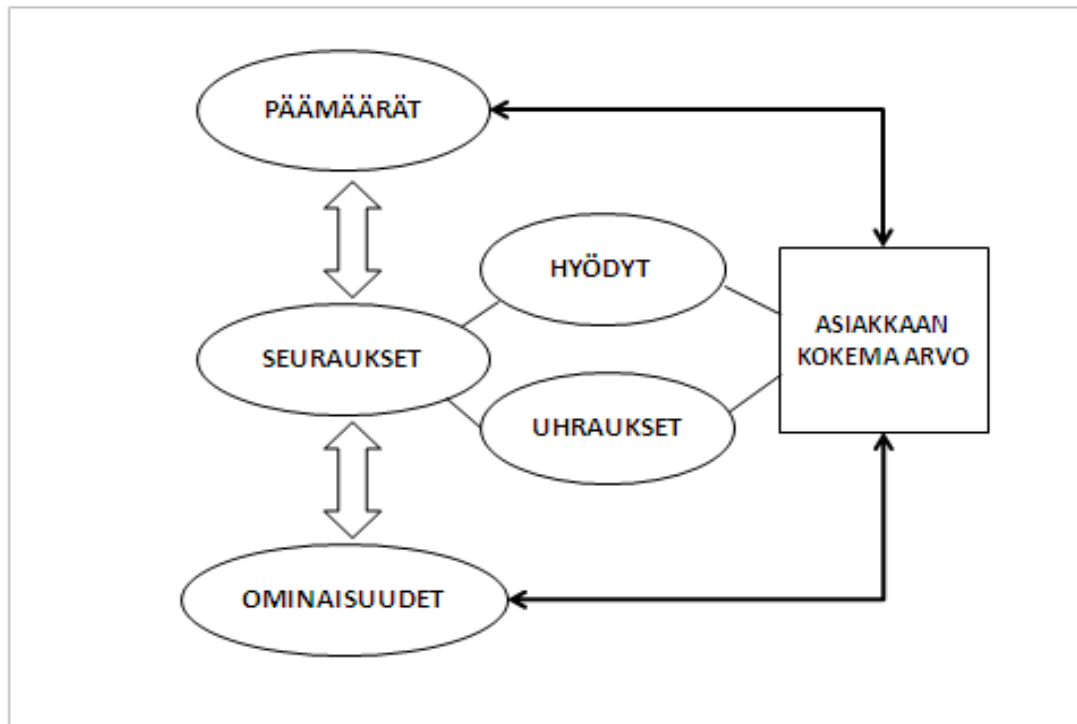 PÄÄMÄÄRÄT
HYÖDYT
ASIAKKAAN
KOKEMA ARVO
SEURAUKSET
UHRAUKSET
OMINAISUUDET